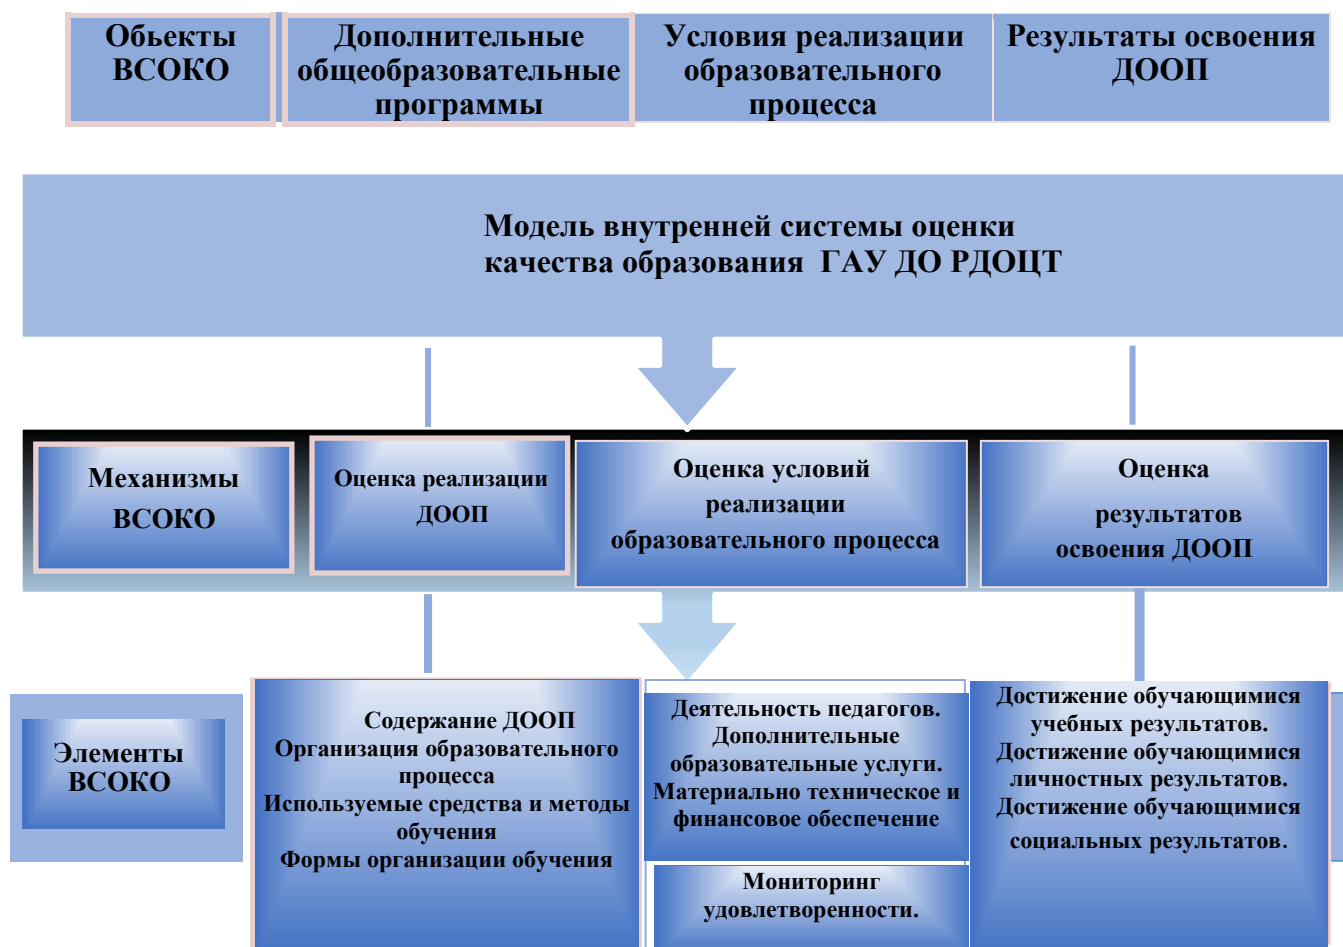 Обьекты
ВСОКО
Дополнительные
общеобразовательные
программы
Условия реализации
образовательного
процесса
Результаты освоения
ДООП
Модель внутренней системы оценки
качества образования ГАУ ДО РДОЦТ
Механизмы
ВСОКО
Оценка реализации
ДООП
Оценка условий
реализации
образовательного процесса
Оценка
результатов
освоения ДООП
Элементы
ВСОКО
Содержание ДООП
Организация образовательного
процесса
Используемые средства и методы
обучения
Формы организации обучения
Деятельность педагогов.
Дополнительные
образовательные услуги.
Материально техническое и
финансовое обеспечение
Мониторинг
удовлетворенности.
Достижение обучающимися
учебных результатов.
Достижение обучающимися
личностных результатов.
Достижение обучающимися
социальных результатов.